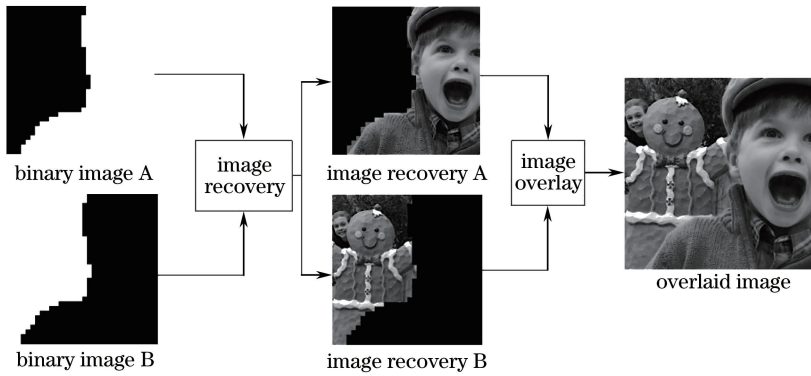 binary image A
image
recovery
image recovery A
image
overlay
overlaid image
binary image B
image recovery B